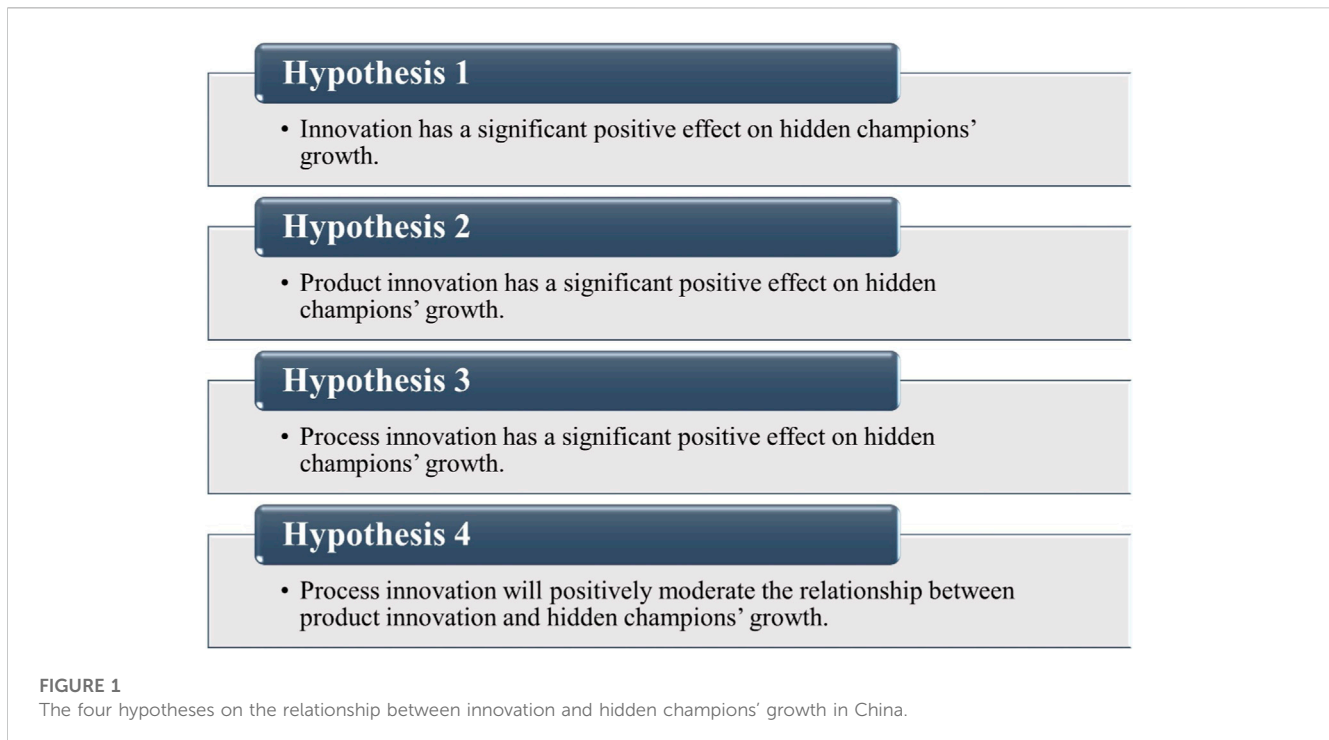 Hypothesis 1
• Innovation has a significant positive effect on hidden champions’
growth.
Hypothesis 2
• Product innovation has a significant positive effect on hidden
champions’ growth.
Hypothesis 3
• Process innovation has a significant positive effect on hidden
champions’ growth.
Hypothesis 4
• Process innovation will positively moderate the relationship between
product innovation and hidden champions’ growth.
FIGURE 1
The four hypotheses on the relationship between innovation and hidden champions’ growth in China.